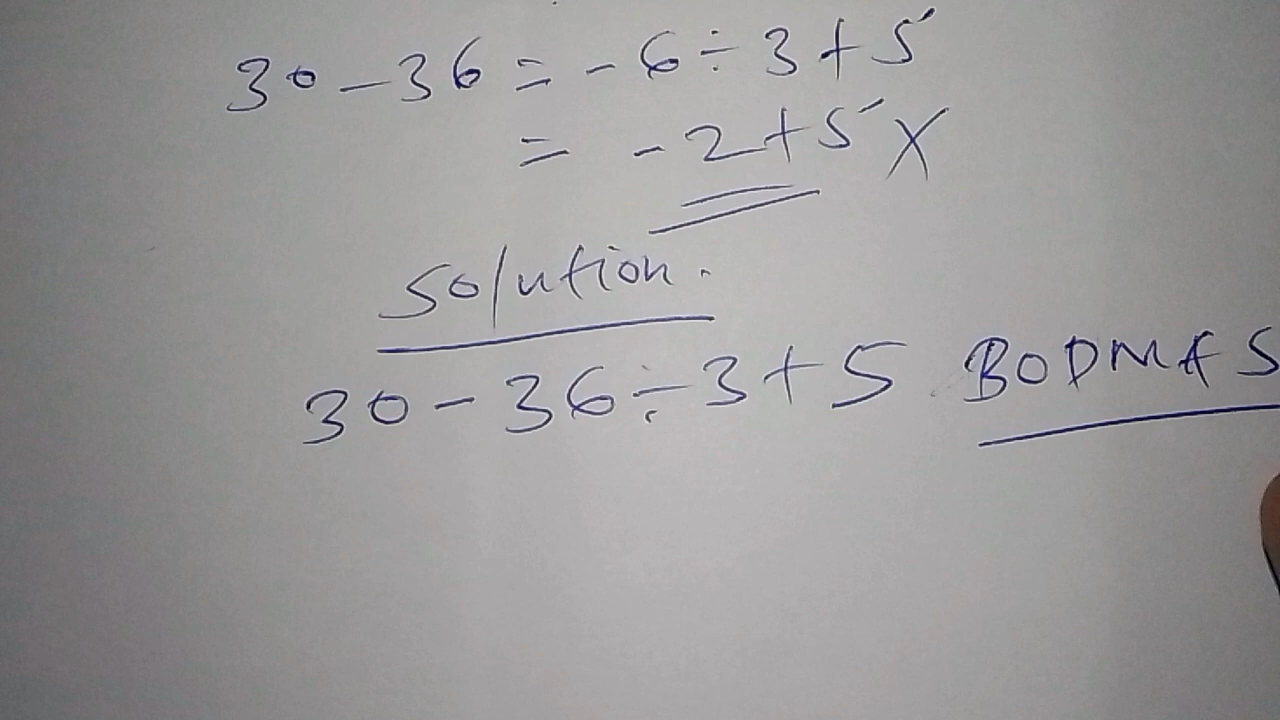 30-36 = -6÷3+5
= -2+5 X
Solution.
30-36÷3+5 BODMAS